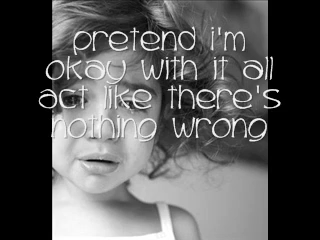 pretend i'm
okay with it all
act like there's
nothing wrong